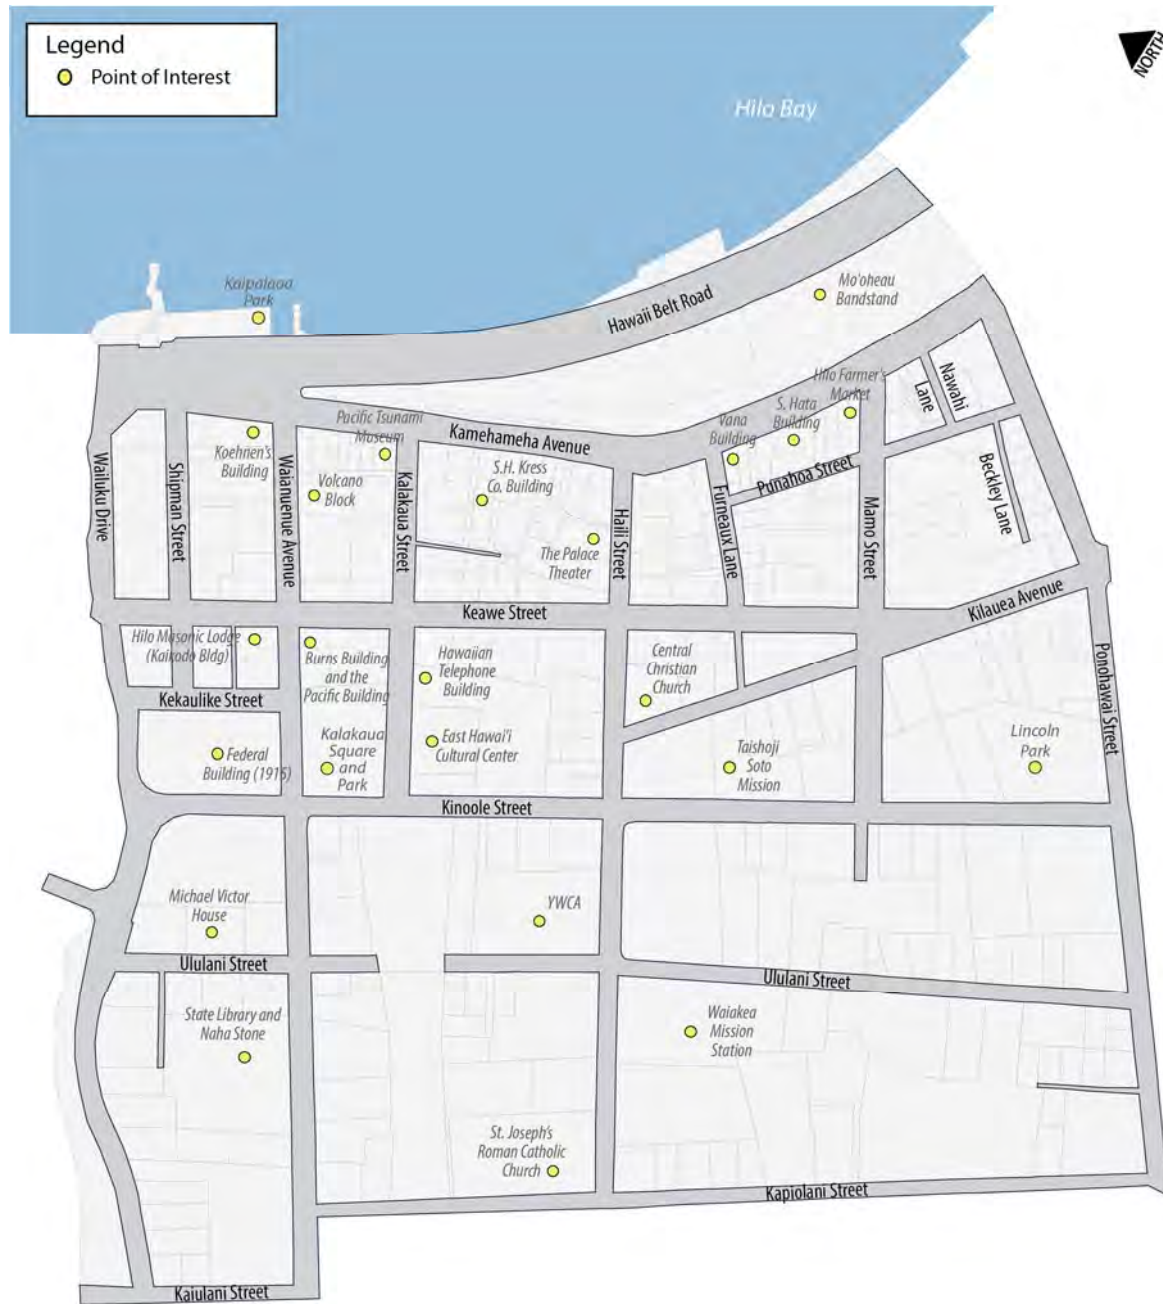 Legend
Point of Interest
NORTH
Hilo Bay
Kaipalaoa
Park
Hawaii Belt Road
Mo'oheau
Bandstand
Hilo Farmer's
Market
S. Hata
Building
Vana
Building
Nawahi
Lane
Pacific Tsunami
Museum
Kamehameha Avenue
Koehnen's
Building
Volcano
Block
S.H. Kress
Co. Building
The Palace
Theater
Punahoa Street
Wailuku Drive
Shipman Street
Waianuenue Avenue
Kalakaua Street
Haili Street
Furneaux Lane
Mamo Street
Beckley Lane
Keawe Street
Kilauea Avenue
Ponohawai Street
Hilo Masonic Lodge
(Kaikodo Bldg)
Burns Building
and the
Pacific Building
Hawaiian
Telephone
Building
Central
Christian
Church
Kekaulike Street
Federal
Building (1916)
Kalakaua
Square
and
Park
East Hawai'i
Cultural Center
Taishoji
Soto
Mission
Lincoln
Park
Kinoole Street
Michael Victor
House
YWCA
Ululani Street
Ululani Street
State Library and
Naha Stone
Waiakea
Mission
Station
St. Joseph's
Roman Catholic
Church
Kapiolani Street
Kaiulani Street